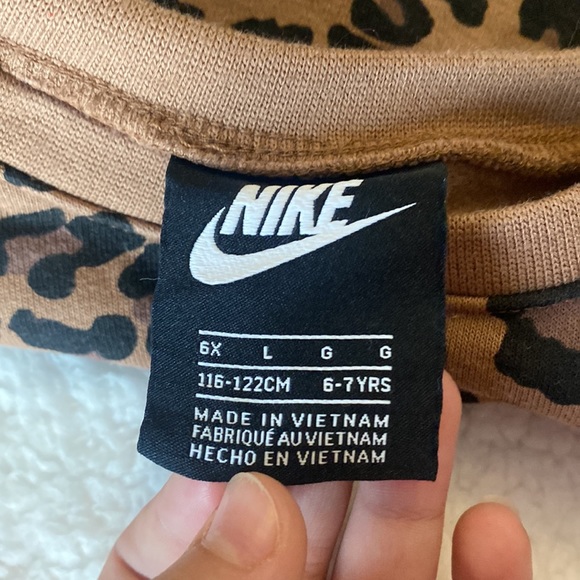 NIKE
6X L G G
116-122CM 6-7YRS
MADE IN VIETNAM
FABRIQUÉ AU VIETNAM
HECHO EN VIETNAM